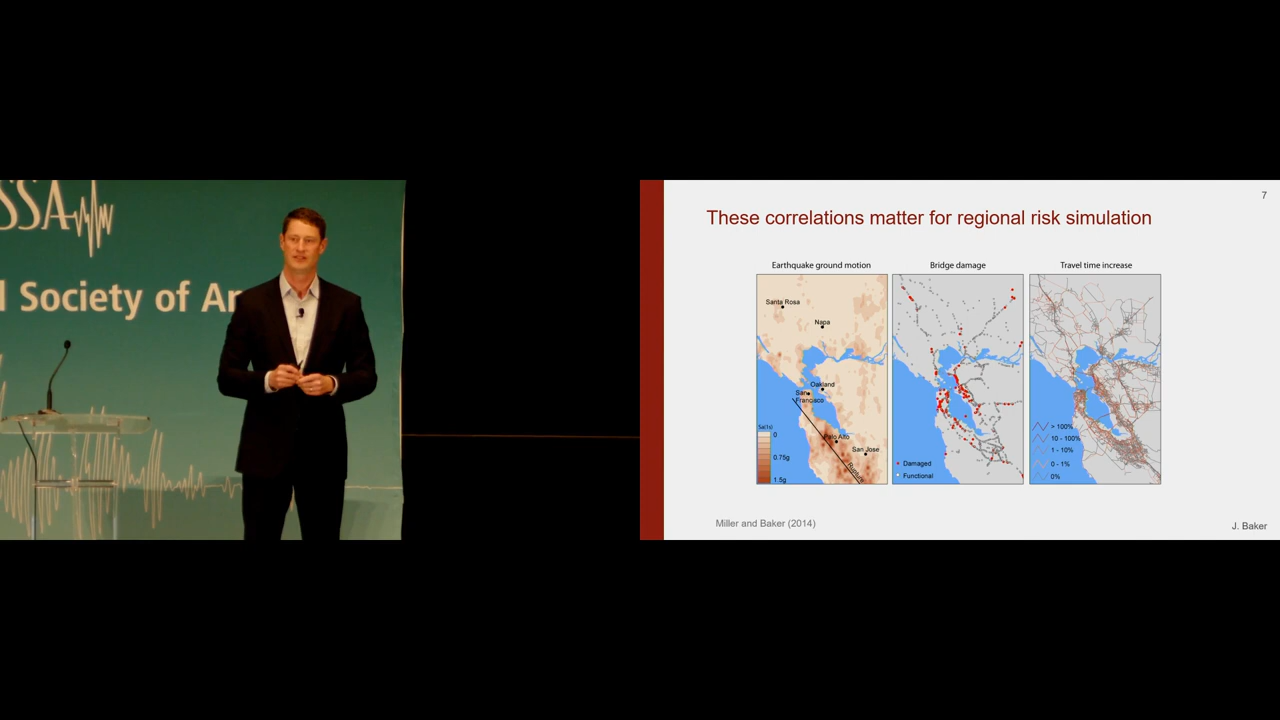 SSA
l Society of Am
7
These correlations matter for regional risk simulation
Earthquake ground motion
Bridge damage
Travel time increase
Santa Rosa
Napa
Oakland
San
Francisco
Palo Alto
San Jose
Rupture
Sa(1s)
0
0.75g
1.5g
Damaged
Functional
> 100%
10 - 100%
1 - 10%
0 - 1%
0%
Miller and Baker (2014)
J. Baker